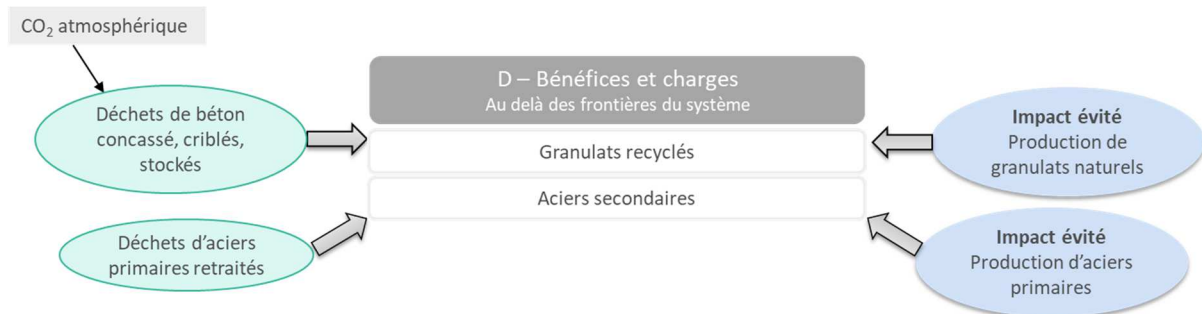 CO₂ atmosphérique
Déchets de béton
concassé, criblés,
stockés
Déchets d'aciers
primaires retraités
D – Bénéfices et charges
Au delà des frontières du système
Granulats recyclés
Aciers secondaires
Impact évité
Production de
granulats naturels
Impact évité
Production d'aciers
primaires